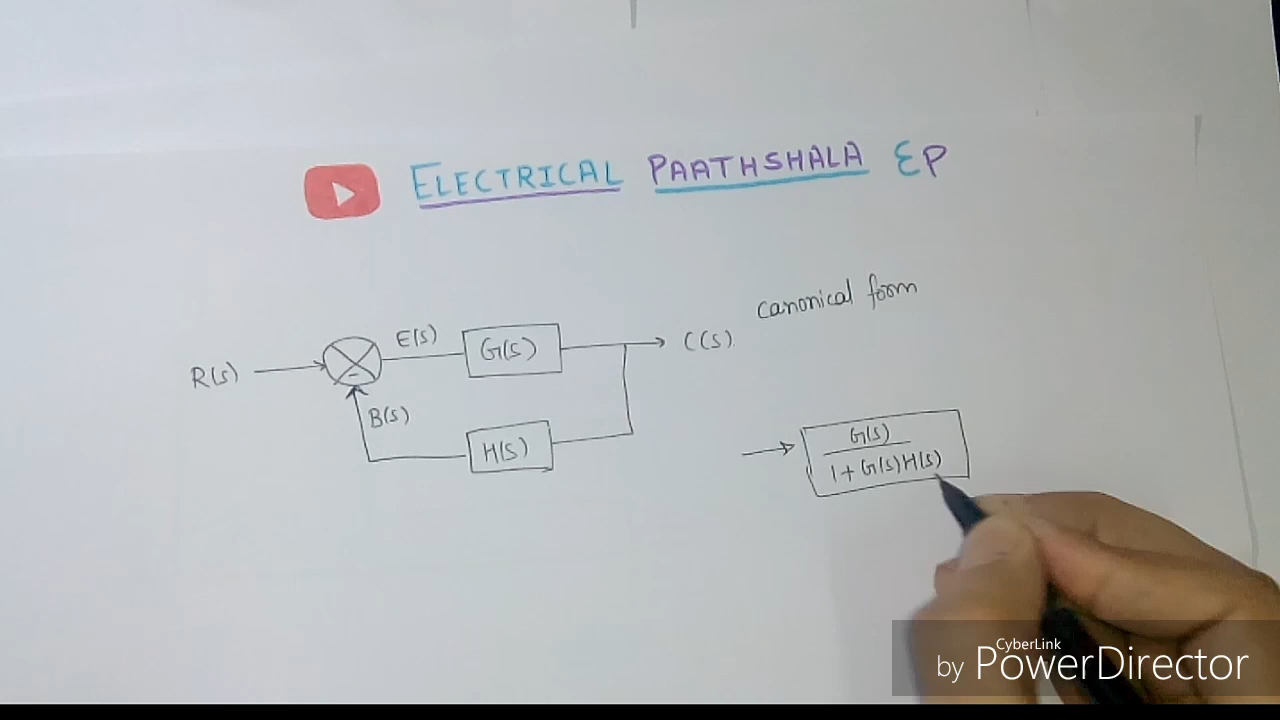 ELECTRICAL PAATHSHALA EP
canonical form
R(s)
E(s)
G(s)
C(s)
-
B(s)
H(s)
G(s)
1+G(s)H(s)
CyberLink
by PowerDirector